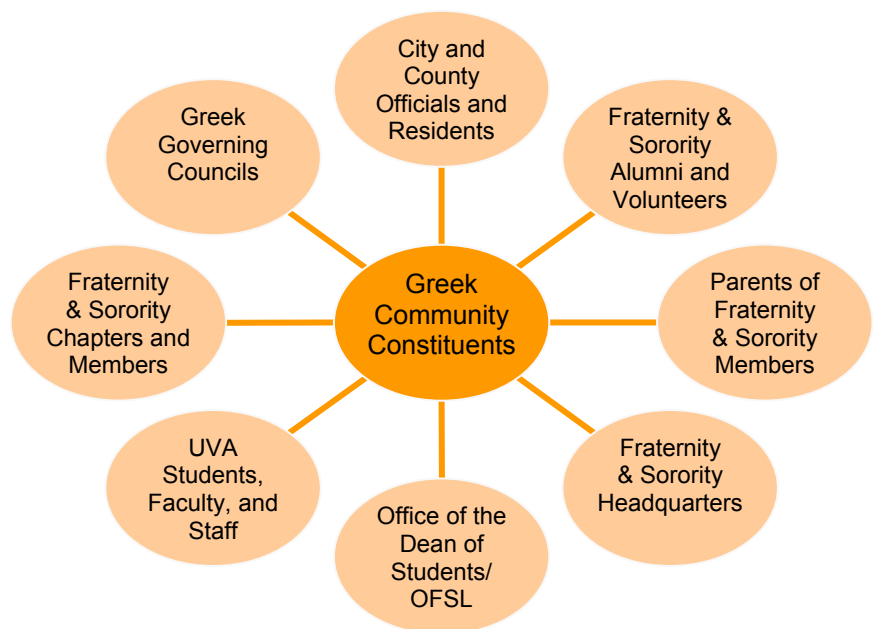 City and
County
Officials and
Residents
Fraternity &
Sorority
Alumni and
Volunteers
Parents of
Fraternity
& Sorority
Members
Fraternity
& Sorority
Headquarters
Office of the
Dean of
Students/
OFSL
UVA
Students,
Faculty, and
Staff
Fraternity
& Sorority
Chapters and
Members
Greek
Governing
Councils
Greek
Community
Constituents